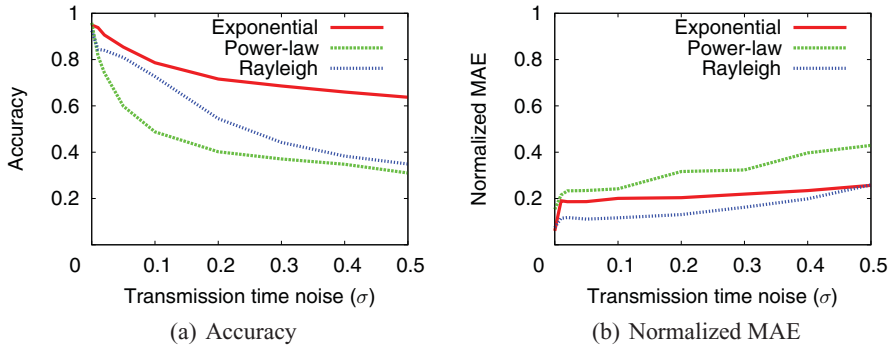 Accuracy
1
0.8
0.6
0.4
0.2
0
0.1
0.2
0.3
0.4
0.5
Exponential
Power-law
Rayleigh
Transmission time noise (σ)
(a) Accuracy
Normalized MAE
1
0.8
0.6
0.4
0.2
0
0.1
0.2
0.3
0.4
0.5
Exponential
Power-law
Rayleigh
Transmission time noise (σ)
(b) Normalized MAE